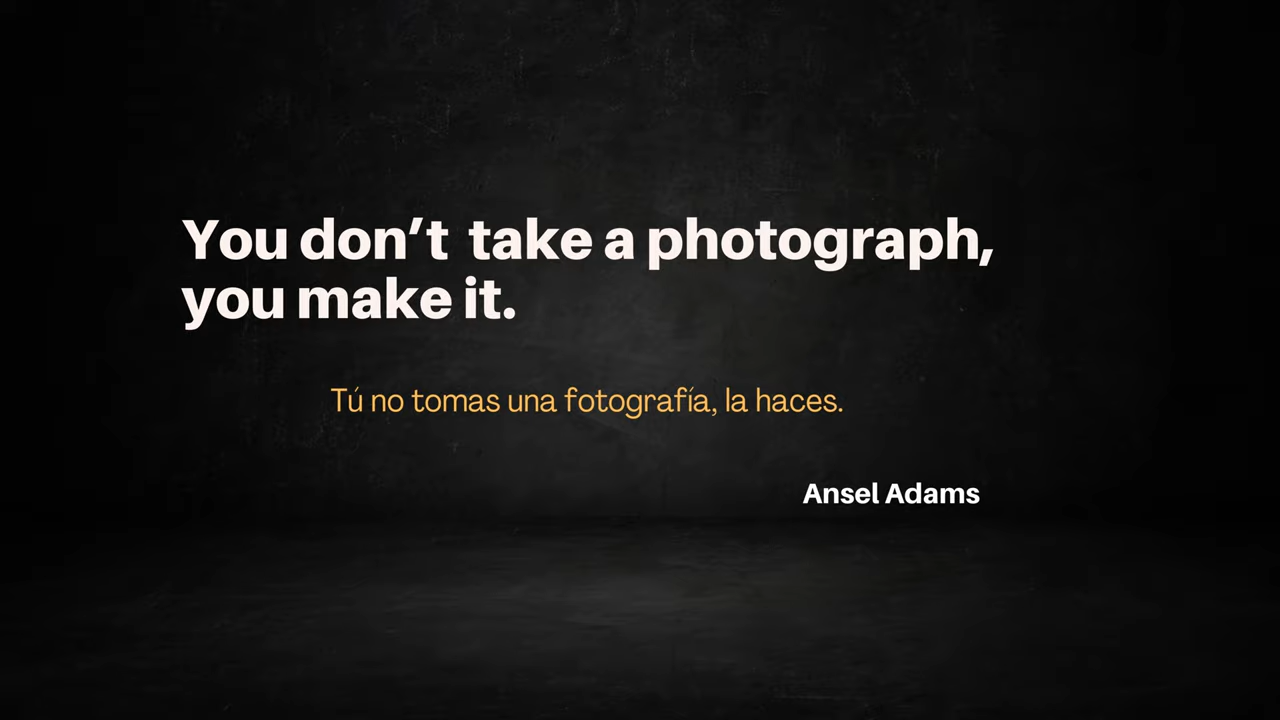 You don’t  take a photograph,
you make it.
Tú no tomas una fotografía, la haces.
Ansel Adams